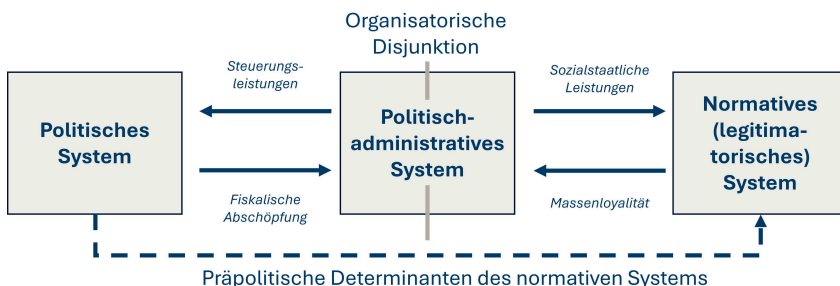 Organisatorische
Disjunktion
Steuerungs-
leistungen
Sozialstaatliche
Leistungen
Politisches
System
Politisch-
administratives
System
Normatives
(legitima-
torisches)
System
Fiskalische
Abschöpfung
Massenloyalität
Präpolitische Determinanten des normativen Systems